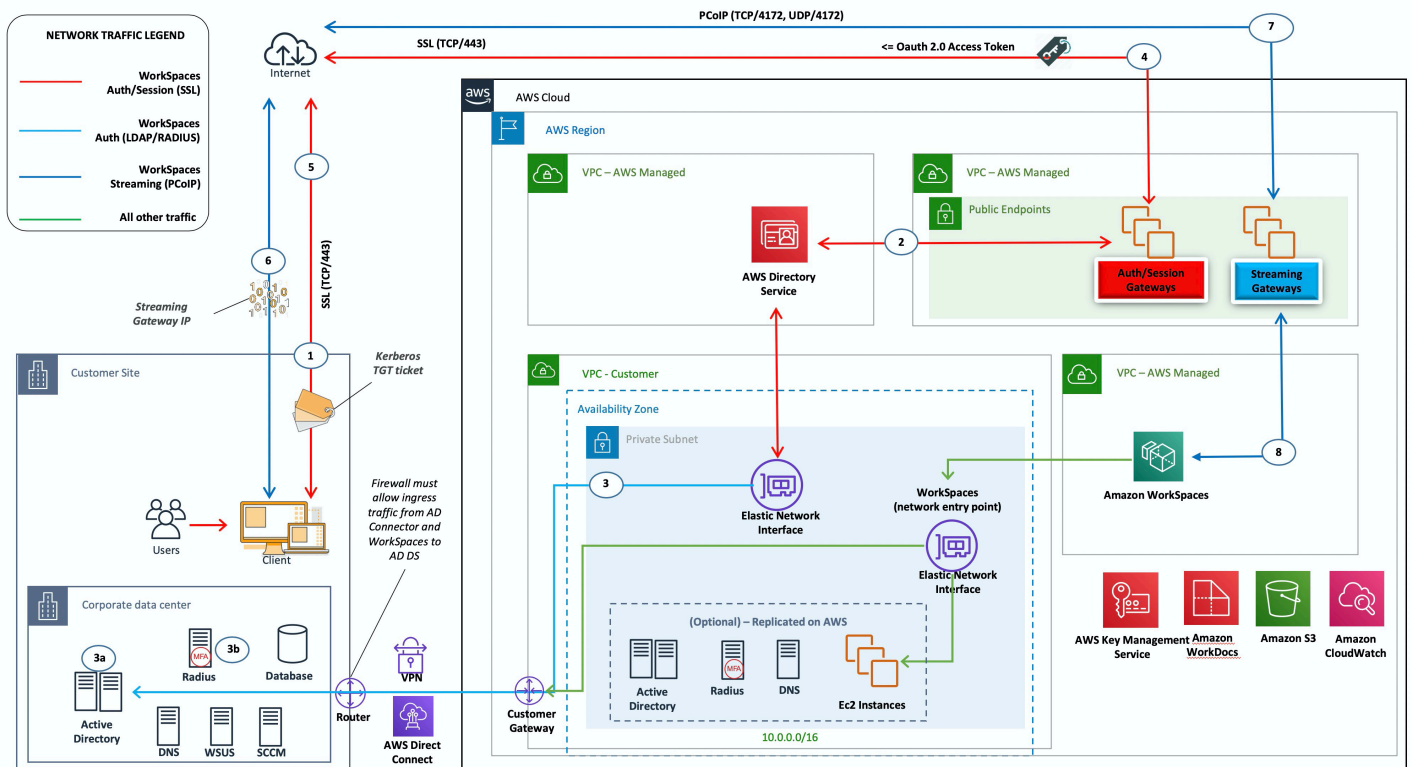 PCoIP (TCP/4172, UDP/4172)
7
NETWORK TRAFFIC LEGEND
WorkSpaces
Auth/Session (SSL)
WorkSpaces
Auth (LDAP/RADIUS)
WorkSpaces
Streaming (PCoIP)
All other traffic
Internet
SSL (TCP/443)
<= Oauth 2.0 Access Token
4
aws
AWS Cloud
AWS Region
VPC – AWS Managed
VPC – AWS Managed
Public Endpoints
5
6
SSL (TCP/443)
Streaming
Gateway IP
2
AWS Directory
Service
Auth/Session
Gateways
Streaming
Gateways
1
Kerberos
TGT ticket
Customer Site
VPC - Customer
VPC – AWS Managed
Availability Zone
Private Subnet
3
8
Amazon WorkSpaces
WorkSpaces
(network entry point)
Elastic Network
Interface
Elastic Network
Interface
Firewall must
allow ingress
traffic from AD
Connector and
WorkSpaces to
AD DS
Users
Client
Corporate data center
3a
3b
MFA
Radius
Database
Active
Directory
DNS
WSUS
SCCM
Router
VPN
AWS Direct
Connect
Customer
Gateway
(Optional) – Replicated on AWS
Active
Directory
MFA
Radius
DNS
Ec2 Instances
10.0.0.0/16
AWS Key Management
Service
Amazon
WorkDocs
Amazon S3
Amazon
CloudWatch